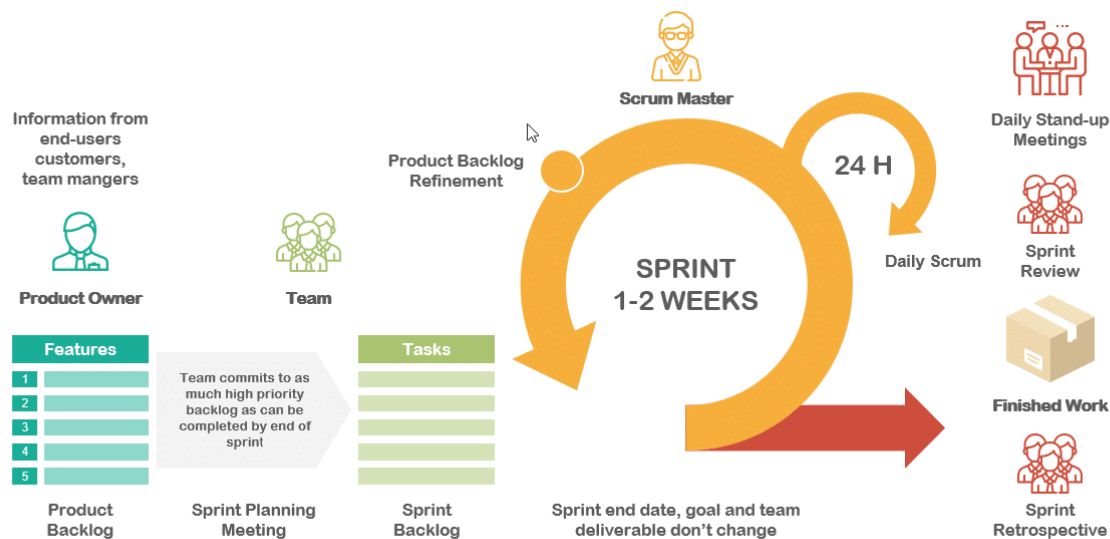 Information from
end-users
customers,
team mangers
Product Owner
Features
1
2
3
4
5
Product
Backlog
Team commits to as
much high priority
backlog as can be
completed by end of
sprint
Sprint Planning
Meeting
Team
Tasks
Sprint
Backlog
Scrum Master
Product Backlog
Refinement
SPRINT
1-2 WEEKS
24 H
Daily Scrum
Sprint end date, goal and team
deliverable don't change
Daily Stand-up
Meetings
Sprint
Review
Finished Work
Sprint
Retrospective